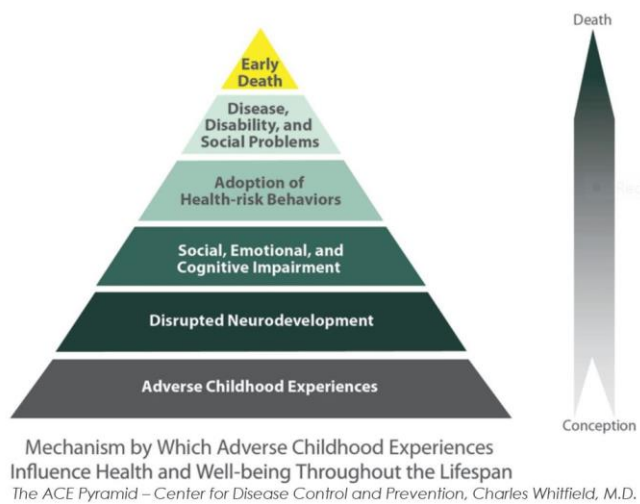 Death
Early
Death
Disease,
Disability, and
Social Problems
Adoption of
Health-risk Behaviors
Social, Emotional, and
Cognitive Impairment
Disrupted Neurodevelopment
Adverse Childhood Experiences
Conception
Mechanism by Which Adverse Childhood Experiences
Influence Health and Well-being Throughout the Lifespan
The ACE Pyramid – Center for Disease Control and Prevention, Charles Whitfield, M.D.